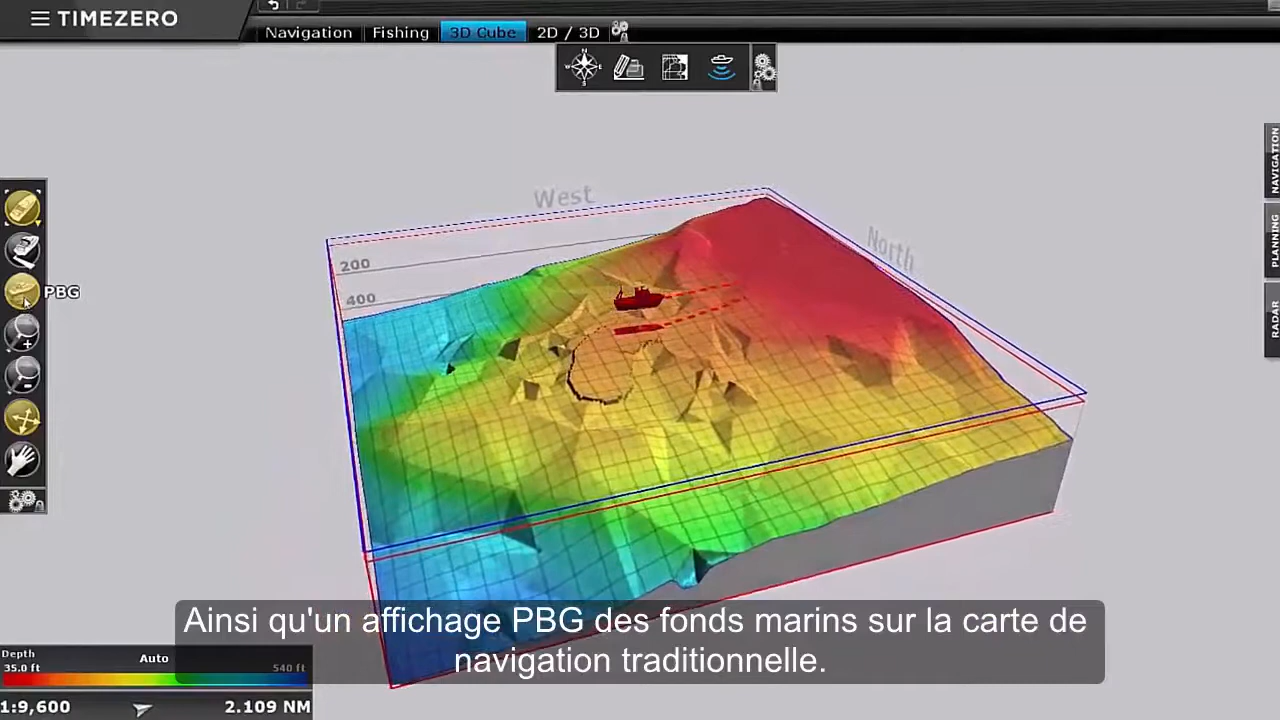 TIMEZERO
Navigation
Fishing
3D Cube
2D / 3D
West
North
200
400
PBG
NAVIGATION
PLANNING
RADAR
Ainsi qu'un affichage PBG des fonds marins sur la carte de
navigation traditionnelle.
Depth
35.0 ft
Auto
540 ft
1:9,600
2.109 NM